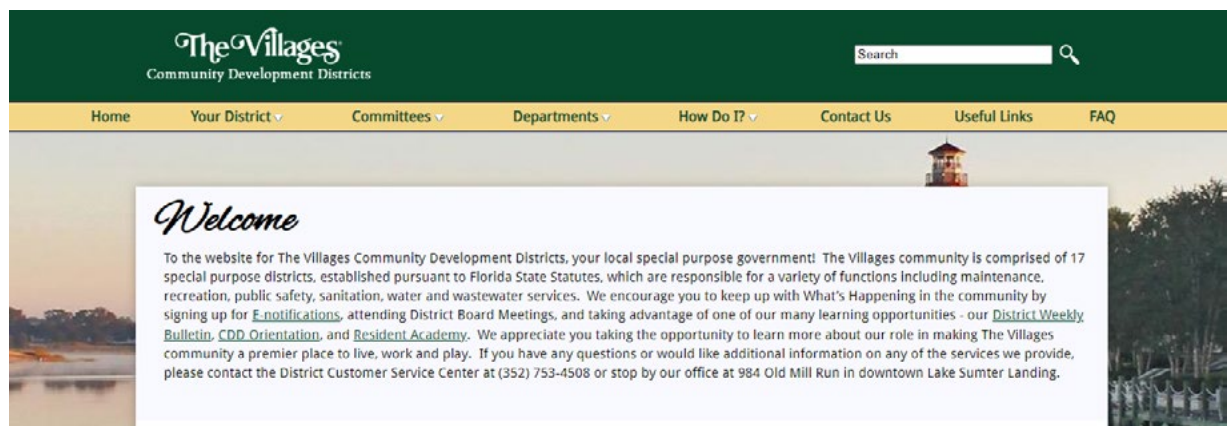 The Villages
Community Development Districts
Search
Home Your District Committees Departments How Do I? Contact Us Useful Links FAQ
Welcome
To the website for The Villages Community Development Districts, your local special purpose government! The Villages community is comprised of 17
special purpose districts, established pursuant to Florida State Statutes, which are responsible for a variety of functions including maintenance,
recreation, public safety, sanitation, water and wastewater services. We encourage you to keep up with What's Happening in the community by
signing up for E-notifications, attending District Board Meetings, and taking advantage of one of our many learning opportunities - our District Weekly
Bulletin, CDD Orientation, and Resident Academy. We appreciate you taking the opportunity to learn more about our role in making The Villages
community a premier place to live, work and play. If you have any questions or would like additional information on any of the services we provide,
please contact the District Customer Service Center at (352) 753-4508 or stop by our office at 984 Old Mill Run in downtown Lake Sumter Landing.